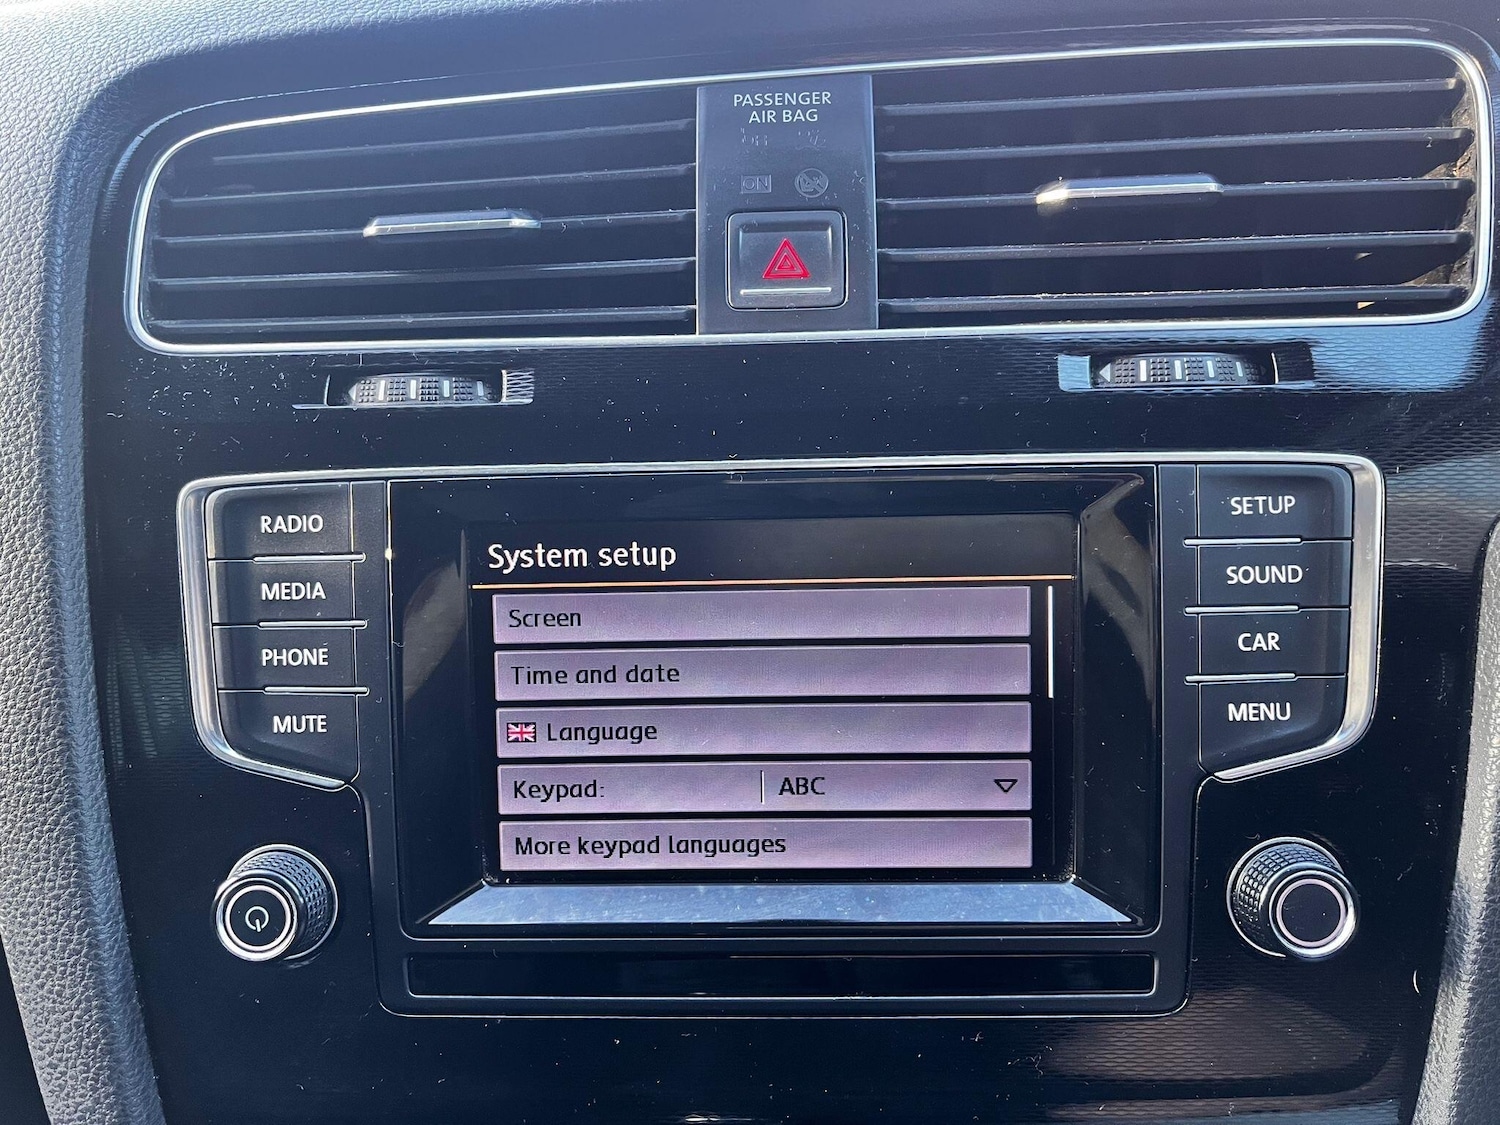 PASSENGER
AIR BAG
ON
RADIO
MEDIA
PHONE
MUTE
System setup
Screen
Time and date
Language
Keypad: ABC
More keypad languages
SETUP
SOUND
CAR
MENU